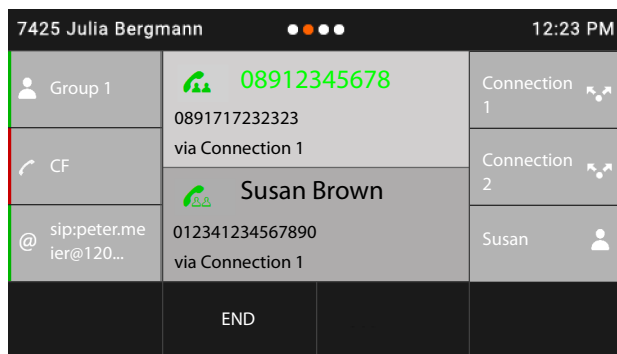 7425 Julia Bergmann
12:23 PM
Group 1
CF
@ sip:peter.me
ier@120...
08912345678
0891717232323
via Connection 1
Susan Brown
012341234567890
via Connection 1
Connection
1
Connection
2
Susan
END